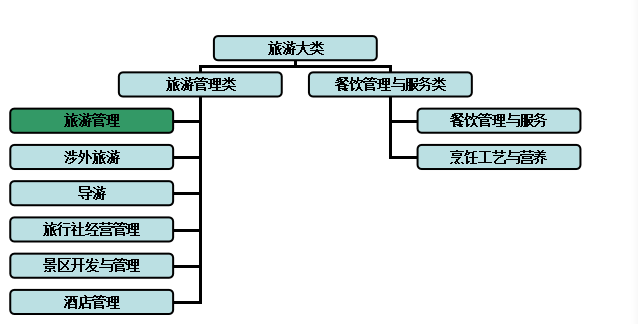 旅游大类
旅游管理类
餐饮管理与服务类
旅游管理
涉外旅游
导游
旅行社经营管理
景区开发与管理
酒店管理
餐饮管理与服务
烹饪工艺与营养